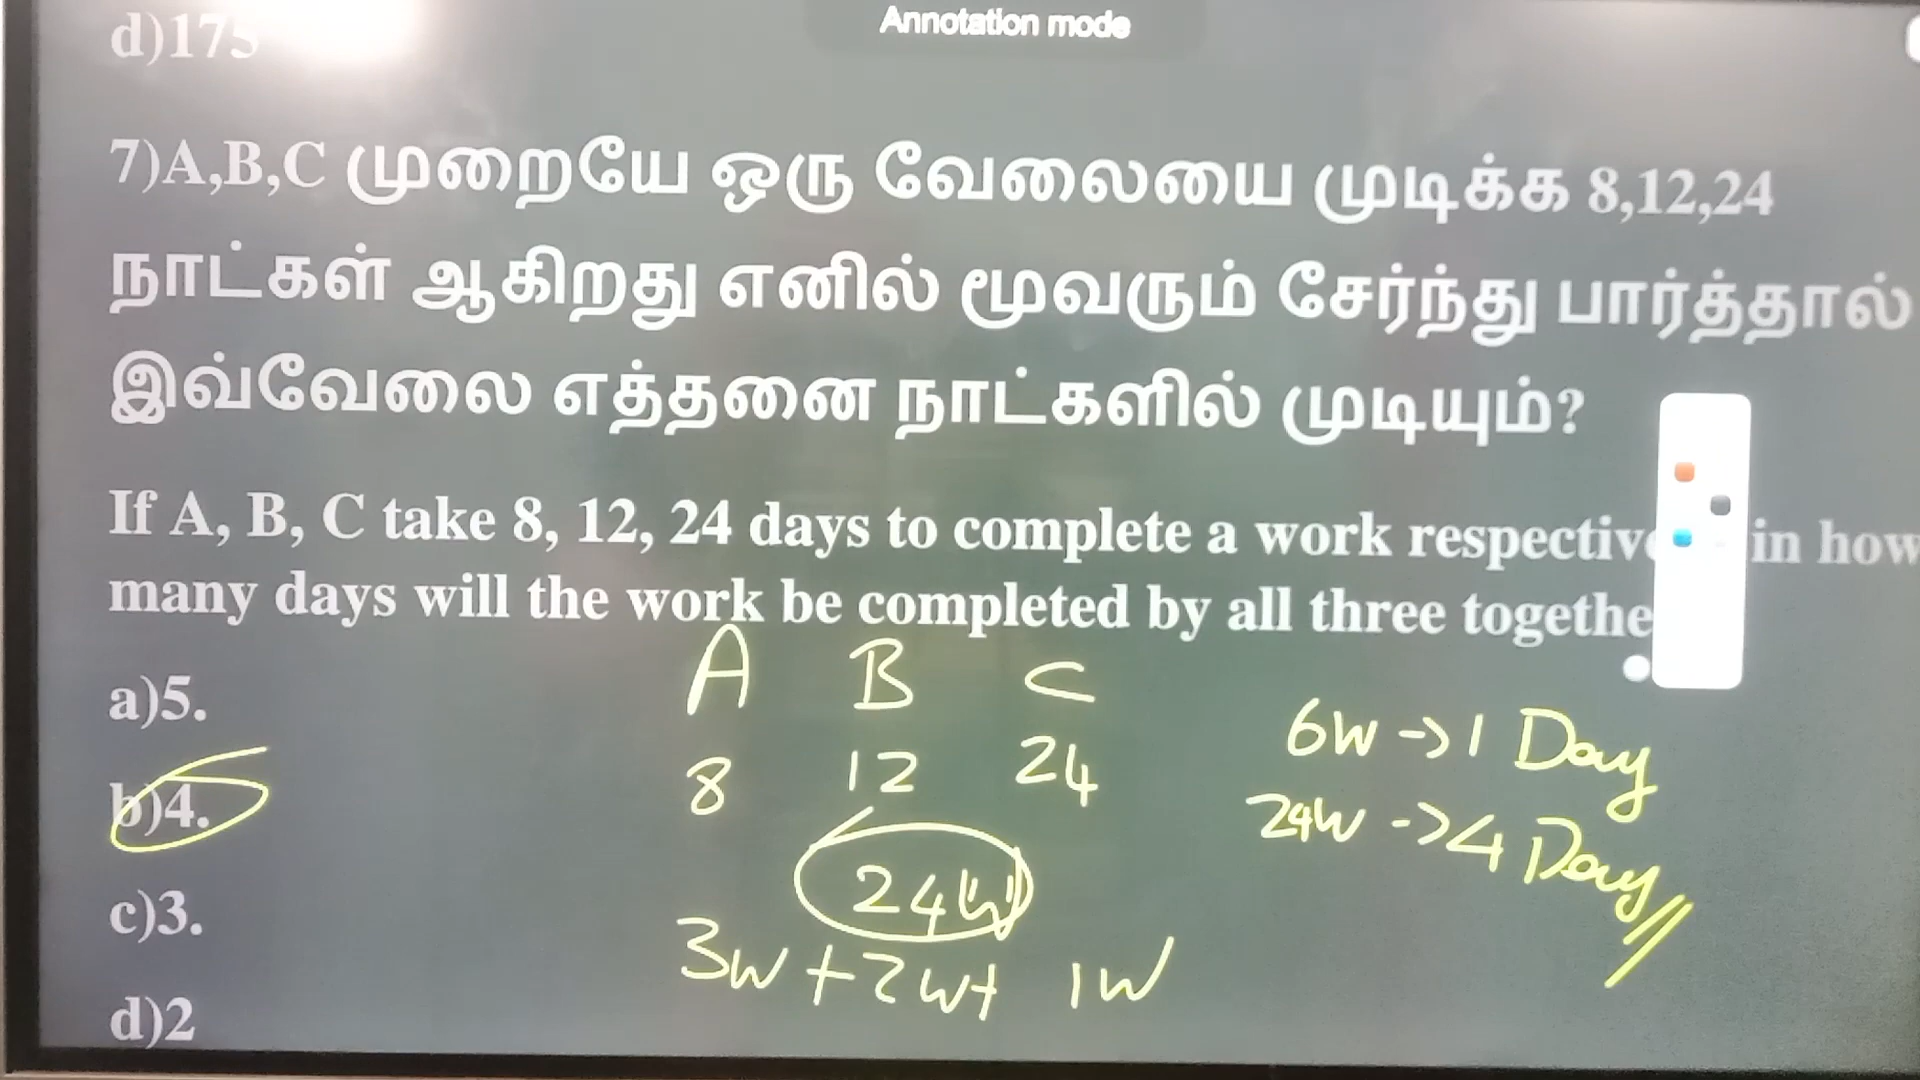 Annotation mode
d)175
7)A,B,C முறையே ஒரு வேலையை முடிக்க 8,12,24
நாட்கள் ஆகிறது எனில் மூவரும் சேர்ந்து பார்த்தால்
இவ்வேலை எத்தனை நாட்களில் முடியும்?
If A, B, C take 8, 12, 24 days to complete a work respective in how
many days will the work be completed by all three togethe
A B C
a)5.
6W -> 1 Day
8 12 24
b)4.
24W -> 4 Day
24W
c)3.
3W + 2W + 1W
d)2